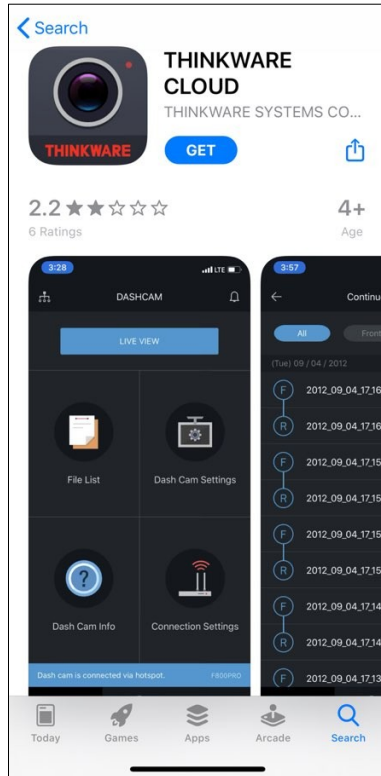 Search
THINKWARE
CLOUD
THINKWARE SYSTEMS CO...
THINKWARE
GET
2.2
4+
6 Ratings
Age
3:28
LTE
DASHCAM
LIVE VIEW
File List
Dash Cam Settings
Dash Cam Info
Connection Settings
Dash cam is connected via hotspot.
F800PRO
3:57
Continu
All
Front
(Tue) 09 / 04 / 2012
F
2012_09_04_17_16
R
2012_09_04_17_16
F
2012_09_04_17_15
R
2012_09_04_17_15
F
2012_09_04_17_15
R
2012_09_04_17_15
F
2012_09_04_17_14
R
2012_09_04_17_14
F
2012_09_04_17_13
Today
Games
Apps
Arcade
Search